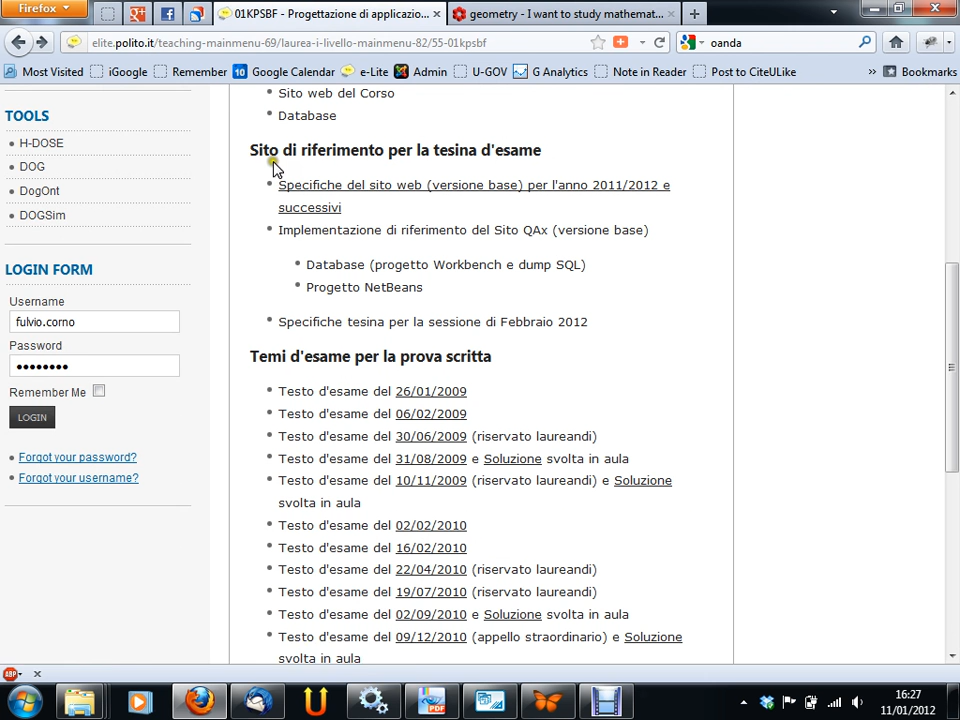 Firefox
01KPSBF - Progettazione di applicazio...
geometry - I want to study mathemat...
elite.polito.it/teaching-mainmenu-69/laurea-i-livello-mainmenu-82/55-01kpsbf
oanda
Most Visited
iGoogle
Remember
10 Google Calendar
e-Lite
Admin
U-GOV
G Analytics
Note in Reader
Post to CiteULike
»
Bookmarks
TOOLS
H-DOSE
DOG
DogOnt
DOGSim
LOGIN FORM
Username
fulvio.corno
Password
••••••••
Remember Me
LOGIN
Forgot your password?
Forgot your username?
Sito web del Corso
Database
Sito di riferimento per la tesina d'esame
Specifiche del sito web (versione base) per l'anno 2011/2012 e
successivi
Implementazione di riferimento del Sito QAx (versione base)
Database (progetto Workbench e dump SQL)
Progetto NetBeans
Specifiche tesina per la sessione di Febbraio 2012
Temi d'esame per la prova scritta
Testo d'esame del 26/01/2009
Testo d'esame del 06/02/2009
Testo d'esame del 30/06/2009 (riservato laureandi)
Testo d'esame del 31/08/2009 e Soluzione svolta in aula
Testo d'esame del 10/11/2009 (riservato laureandi) e Soluzione
svolta in aula
Testo d'esame del 02/02/2010
Testo d'esame del 16/02/2010
Testo d'esame del 22/04/2010 (riservato laureandi)
Testo d'esame del 19/07/2010 (riservato laureandi)
Testo d'esame del 02/09/2010 e Soluzione svolta in aula
Testo d'esame del 09/12/2010 (appello straordinario) e Soluzione
svolta in aula
ABP
PDF
16:27
11/01/2012